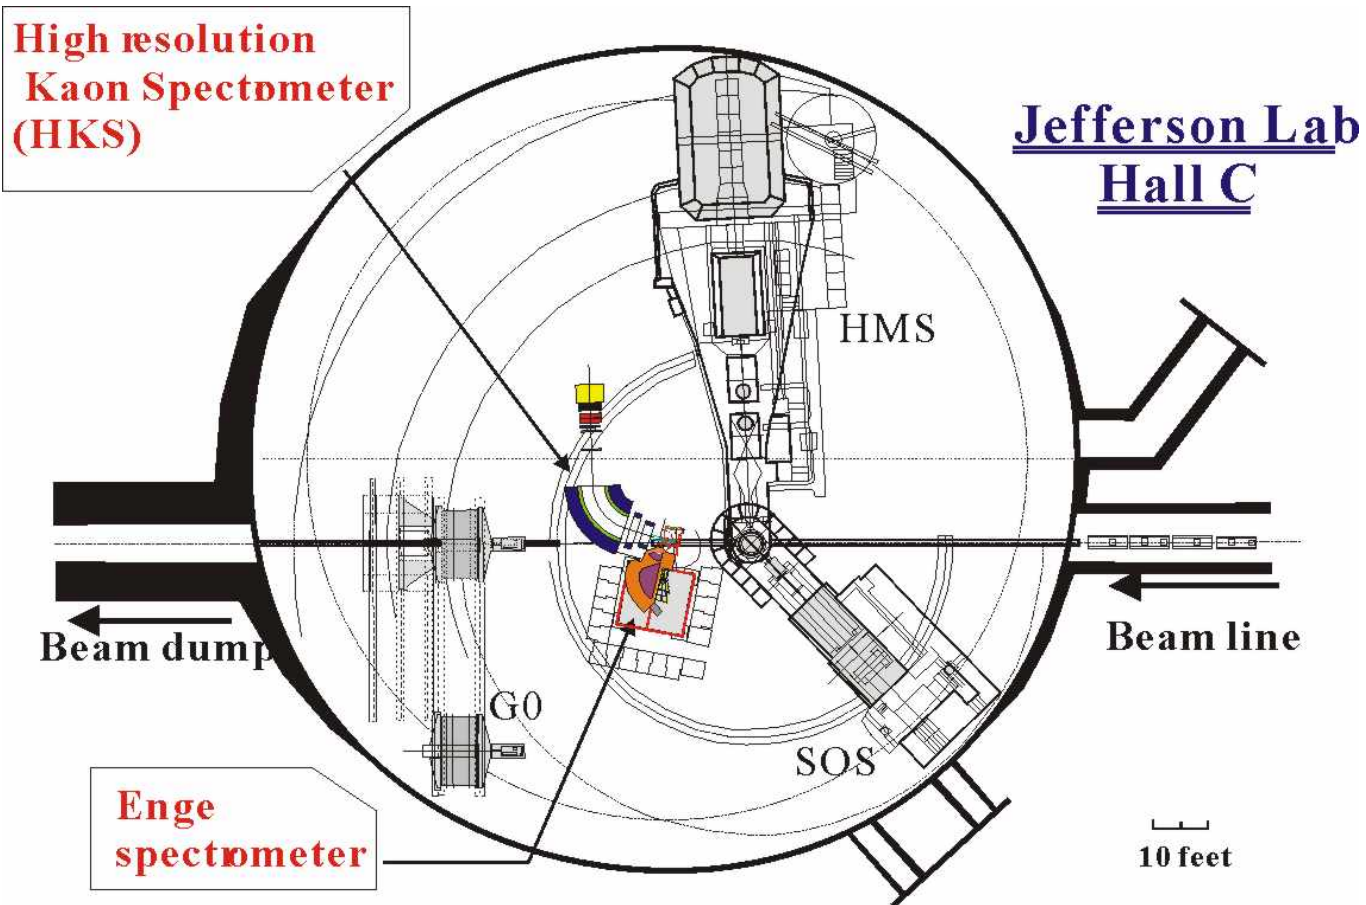 High resolution
Kaon Spectrometer
(HKS)
Jefferson Lab
Hall C
HMS
Beam dump
Beam line
G0
SOS
Enge
spectrometer
10 feet